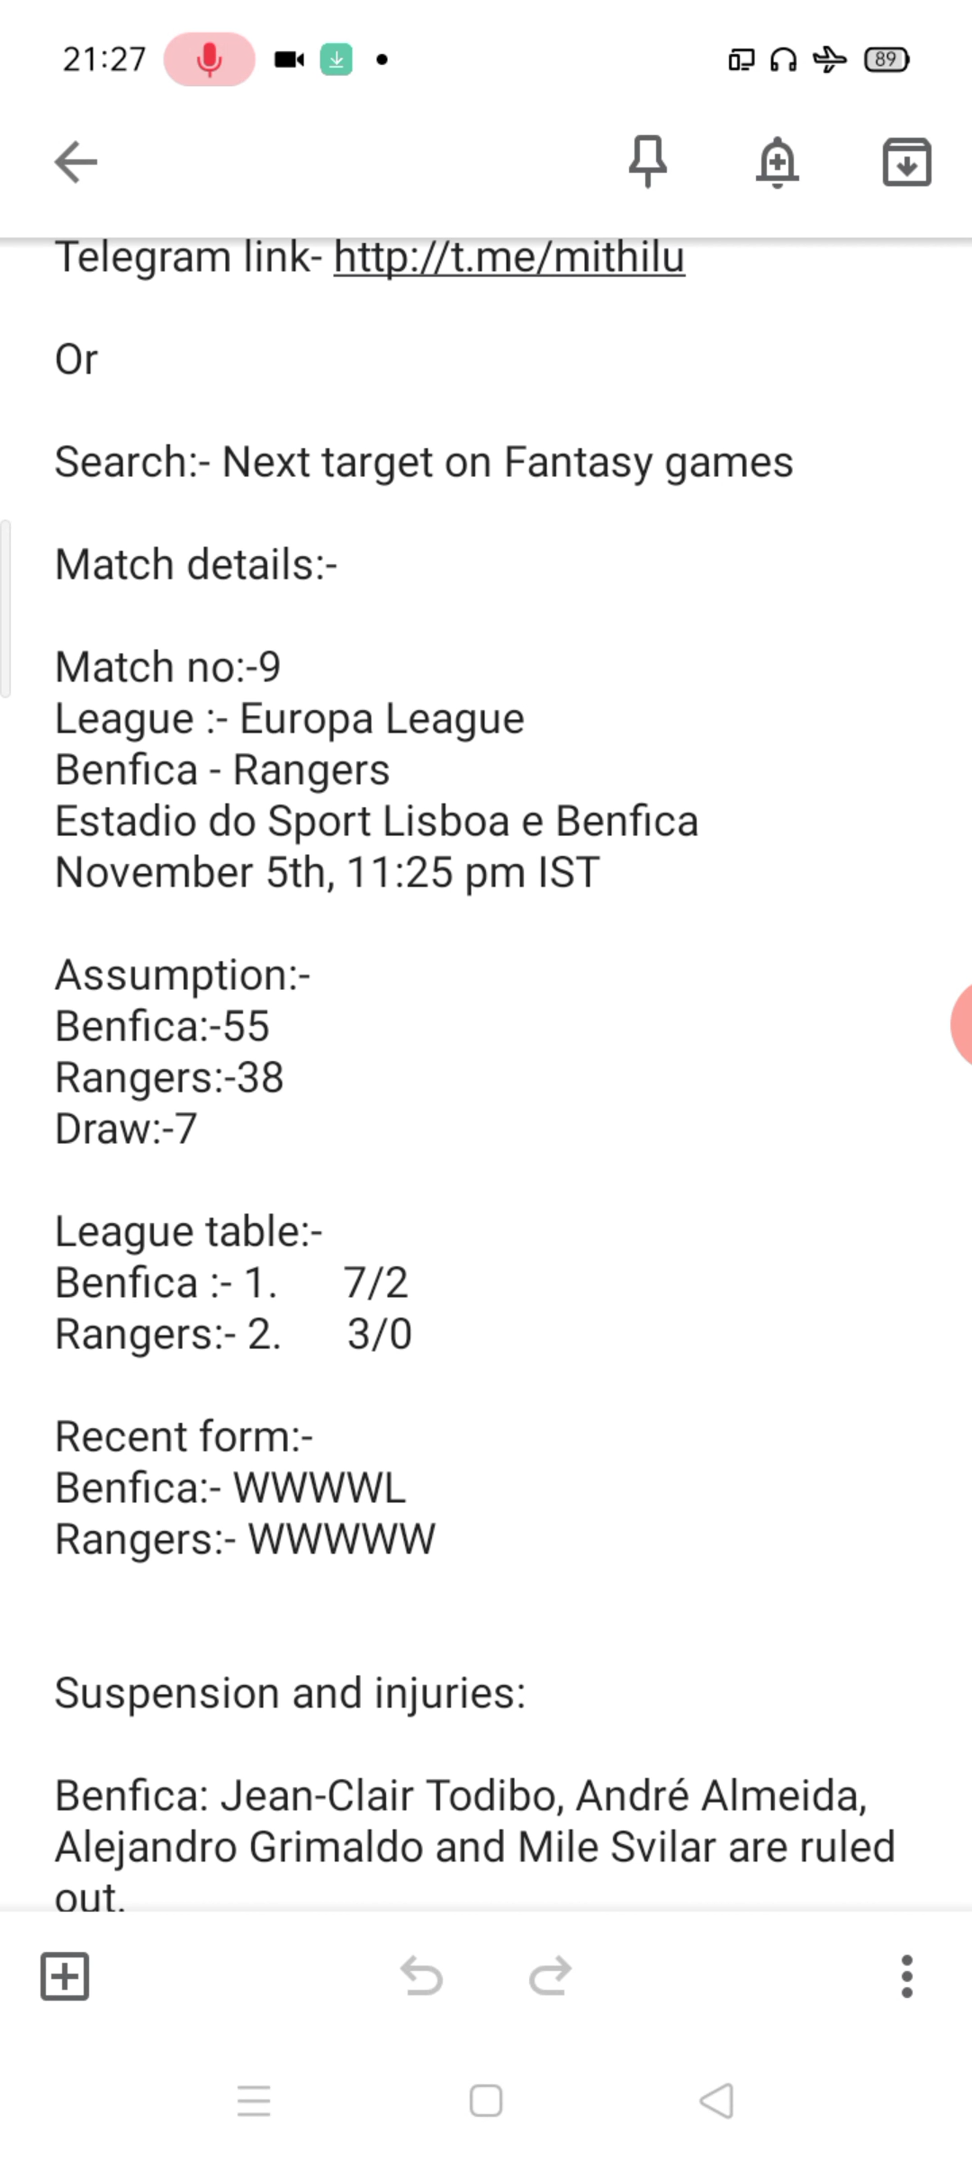 21:27
89
Telegram link- http://t.me/mithilu
Or
Search:- Next target on Fantasy games
Match details:-
Match no:-9
League :- Europa League
Benfica - Rangers
Estadio do Sport Lisboa e Benfica
November 5th, 11:25 pm IST
Assumption:-
Benfica:-55
Rangers:-38
Draw:-7
League table:-
Benfica :- 1. 7/2
Rangers:- 2. 3/0
Recent form:-
Benfica:- WWWWL
Rangers:- WWWWW
Suspension and injuries:
Benfica: Jean-Clair Todibo, André Almeida,
Alejandro Grimaldo and Mile Svilar are ruled
out.